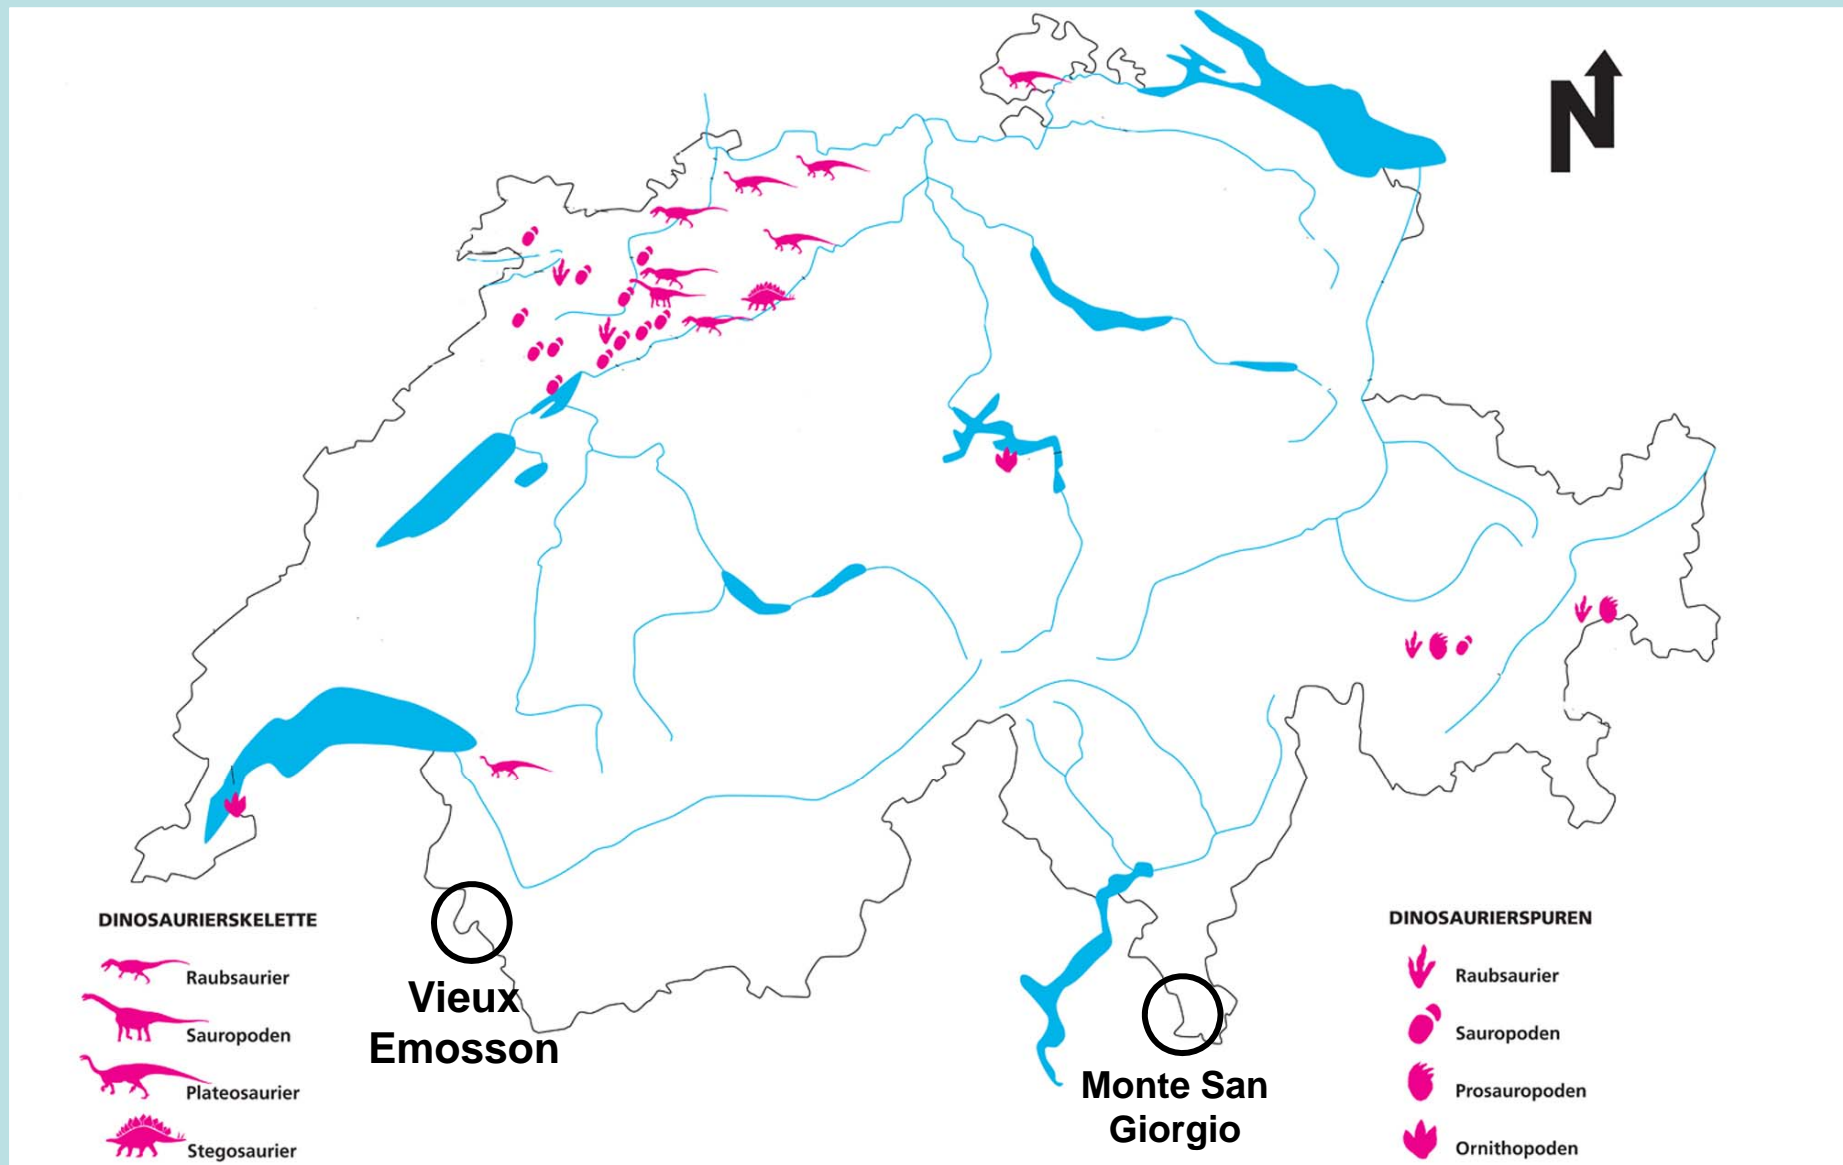 N
DINOSAURIERSKELETTE
Raubsaurier
Sauropoden
Plateosaurier
Stegosaurier
Vieux
Emosson
Monte San
Giorgio
DINOSAURIERSPUREN
Raubsaurier
Sauropoden
Prosauropoden
Ornithopoden